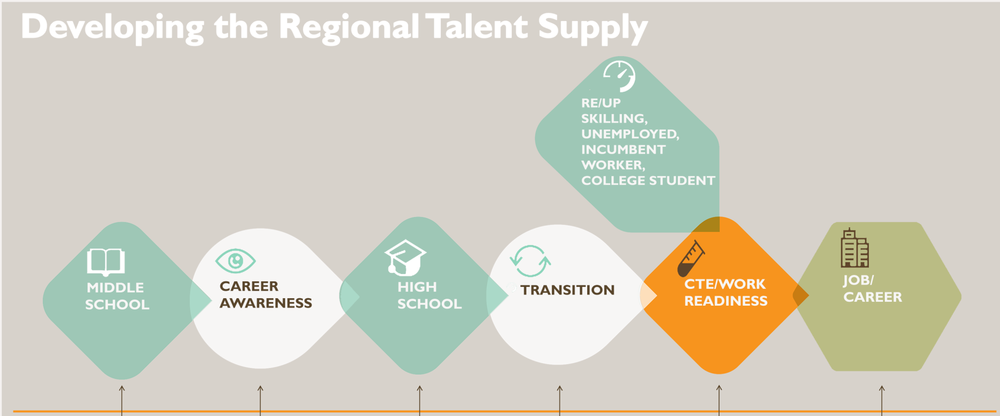 Developing the Regional Talent Supply
RE/UP
SKILLING,
UNEMPLOYED,
INCUMBENT
WORKER,
COLLEGE STUDENT
MIDDLE
SCHOOL
CAREER
AWARENESS
HIGH
SCHOOL
TRANSITION
CTE/WORK
READINESS
JOB/
CAREER